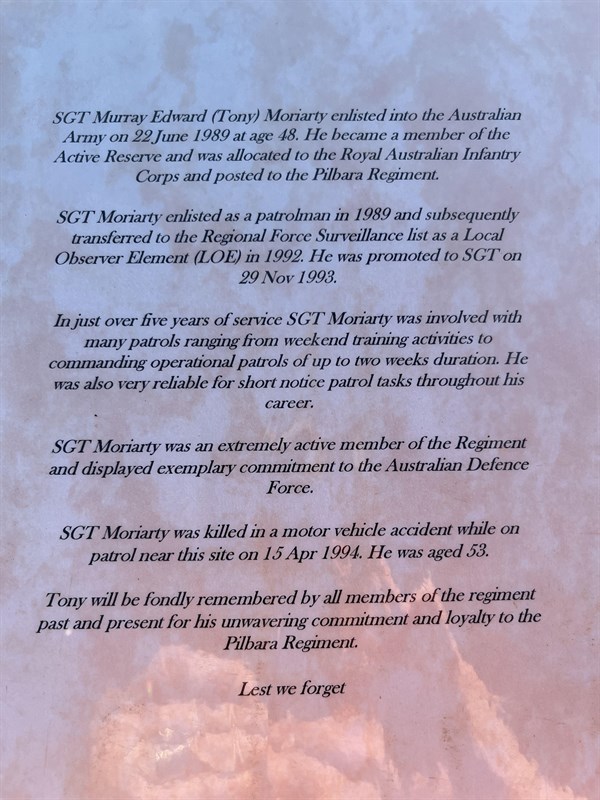 SGT Murray Edward (Tony) Moriarty enlisted into the Australian
Army on 22 June 1989 at age 48. He became a member of the
Active Reserve and was allocated to the Royal Australian Infantry
Corps and posted to the Pilbara Regiment.
SGT Moriarty enlisted as a patrolman in 1989 and subsequently
transferred to the Regional Force Surveillance list as a Local
Observer Element (LOE) in 1992. He was promoted to SGT on
29 Nov 1993.
In just over five years of service SGT Moriarty was involved with
many patrols ranging from weekend training activities to
commanding operational patrols of up to two weeks duration. He
was also very reliable for short notice patrol tasks throughout his
career.
SGT Moriarty was an extremely active member of the Regiment
and displayed exemplary commitment to the Australian Defence
Force.
SGT Moriarty was killed in a motor vehicle accident while on
patrol near this site on 15 Apr 1994. He was aged 53.
Tony will be fondly remembered by all members of the regiment
past and present for his unwavering commitment and loyalty to the
Pilbara Regiment.
Lest we forget